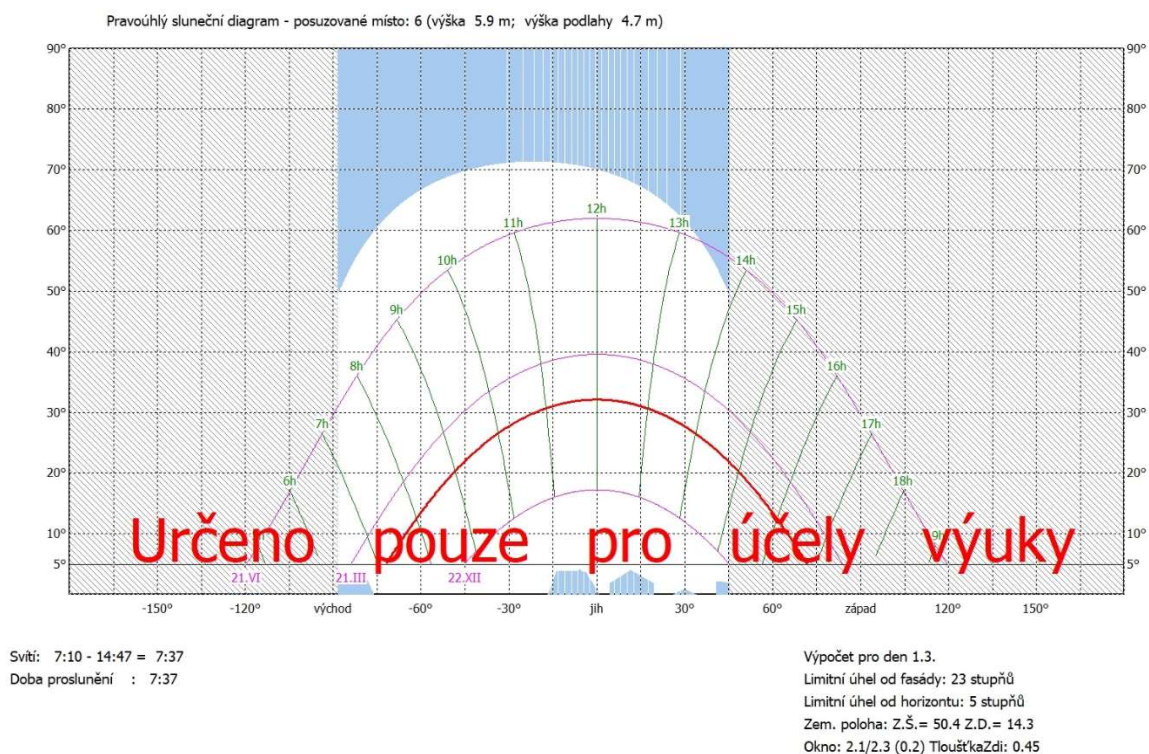 Pravoúhlý sluneční diagram - posuzované místo: 6 (výška 5.9 m; výška podlahy 4.7 m)
90° 90°
80° 80°
70° 70°
12h
60° 11h 13h 60°
10h 14h
50° 50°
9h 15h
40° 40°
8h 16h
30° 30°
7h 17h
20° 20°
6h 18h
10° 10°
Určeno pouze pro účely výuky
5° 5°
21.VI 21.III 22.XII
-150° -120° východ -60° -30° jih 30° 60° západ 120° 150°
Svítí: 7:10 - 14:47 = 7:37
Doba proslunění : 7:37
Výpočet pro den 1.3.
Limitní úhel od fasády: 23 stupňů
Limitní úhel od horizontu: 5 stupňů
Zem. poloha: Z.Š.= 50.4 Z.D.= 14.3
Okno: 2.1/2.3 (0.2) TloušťkaZdi: 0.45